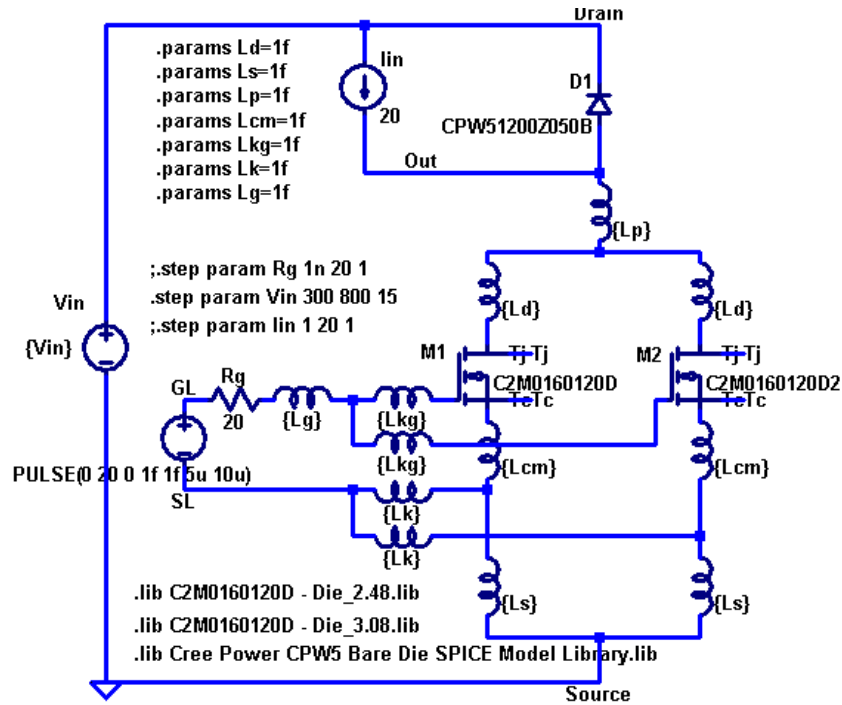 Drain
.params Ld=1f
.params Ls=1f
.params Lp=1f
.params Lcm=1f
.params Lkg=1f
.params Lk=1f
.params Lg=1f
Iin
20
D1
CPW51200Z050B
Out
{Lp}
;.step param Rg 1n 20 1
.step param Vin 300 800 15
;.step param Iin 1 20 1
Vin
{Vin}
{Ld}
{Ld}
M1
Tj Tj
C2M0160120D
Tc Tc
M2
Tj Tj
C2M0160120D2
Tc Tc
GL
Rg
20
{Lg}
{Lkg}
{Lkg}
{Lcm}
{Lcm}
PULSE(0 20 0 1f 1f 5u 10u)
SL
{Lk}
{Lk}
{Ls}
{Ls}
.lib C2M0160120D - Die_2.48.lib
.lib C2M0160120D - Die_3.08.lib
.lib Cree Power CPW5 Bare Die SPICE Model Library.lib
Source